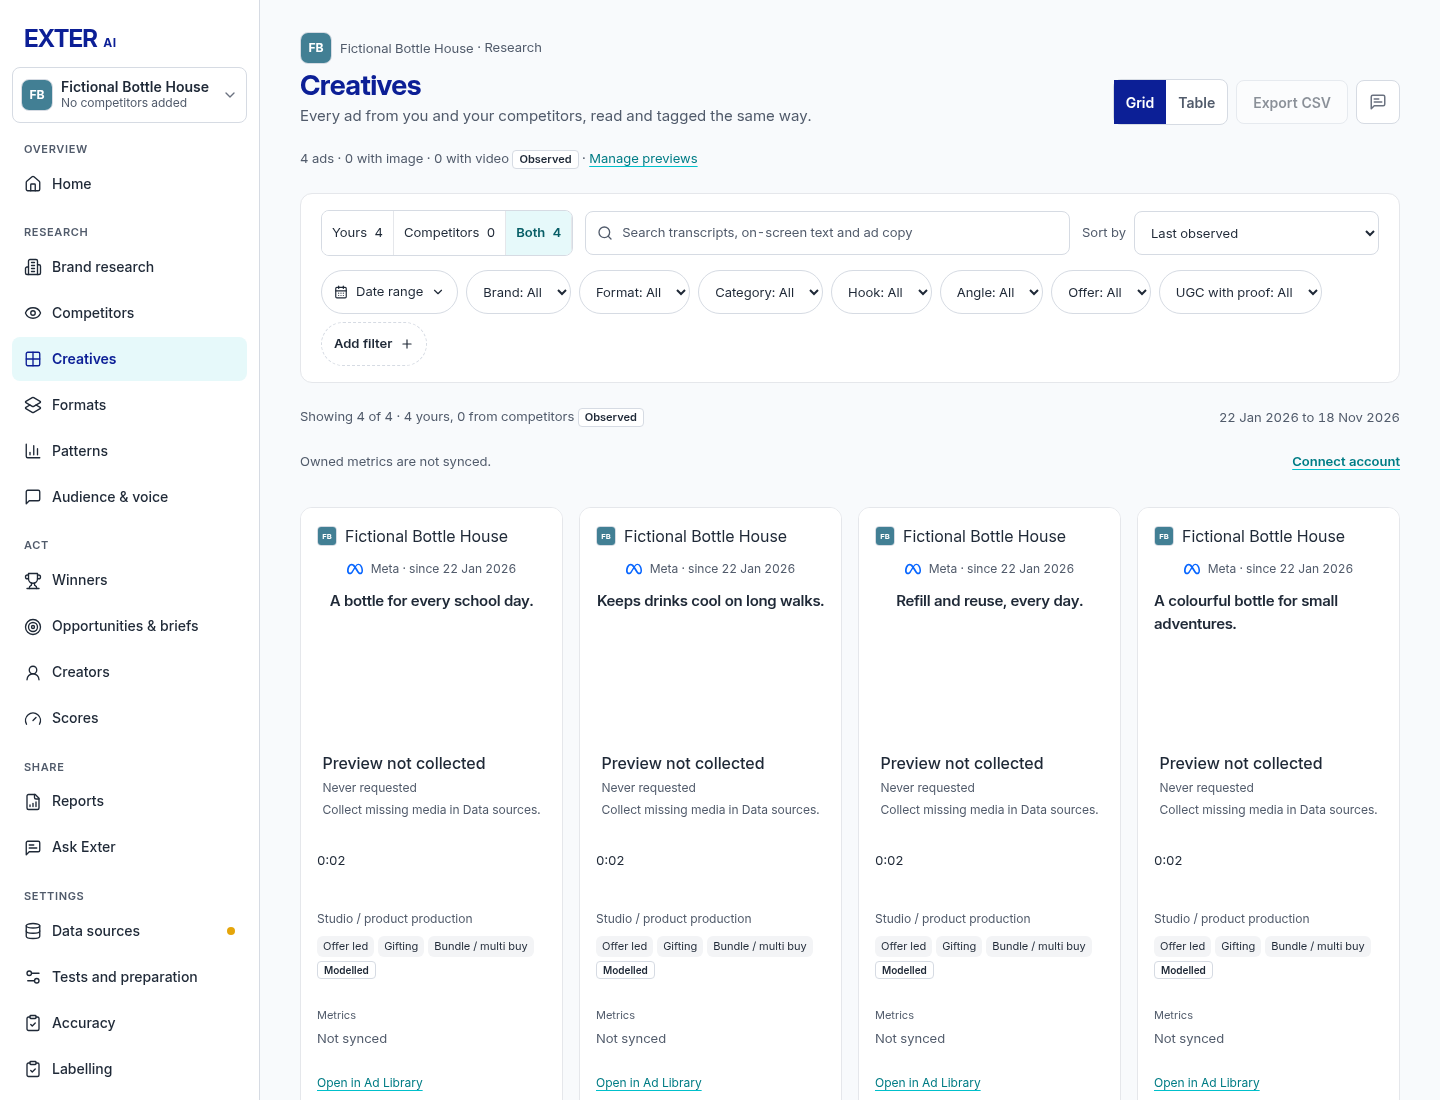 EXTER AI
FB
Fictional Bottle House
No competitors added
OVERVIEW
Home
RESEARCH
Brand research
Competitors
Creatives
Formats
Patterns
Audience & voice
ACT
Winners
Opportunities & briefs
Creators
Scores
SHARE
Reports
Ask Exter
SETTINGS
Data sources
Tests and preparation
Accuracy
Labelling
FB Fictional Bottle House · Research
Creatives
Every ad from you and your competitors, read and tagged the same way.
Grid Table Export CSV
4 ads · 0 with image · 0 with video Observed · Manage previews
Yours 4 Competitors 0 Both 4 Search transcripts, on-screen text and ad copy Sort by Last observed
Date range Brand: All Format: All Category: All Hook: All Angle: All Offer: All UGC with proof: All
Add filter
Showing 4 of 4 · 4 yours, 0 from competitors Observed 22 Jan 2026 to 18 Nov 2026
Owned metrics are not synced. Connect account
FB Fictional Bottle House
Meta · since 22 Jan 2026
A bottle for every school day.
Preview not collected
Never requested
Collect missing media in Data sources.
0:02
Studio / product production
Offer led Gifting Bundle / multi buy
Modelled
Metrics
Not synced
Open in Ad Library
FB Fictional Bottle House
Meta · since 22 Jan 2026
Keeps drinks cool on long walks.
Preview not collected
Never requested
Collect missing media in Data sources.
0:02
Studio / product production
Offer led Gifting Bundle / multi buy
Modelled
Metrics
Not synced
Open in Ad Library
FB Fictional Bottle House
Meta · since 22 Jan 2026
Refill and reuse, every day.
Preview not collected
Never requested
Collect missing media in Data sources.
0:02
Studio / product production
Offer led Gifting Bundle / multi buy
Modelled
Metrics
Not synced
Open in Ad Library
FB Fictional Bottle House
Meta · since 22 Jan 2026
A colourful bottle for small
adventures.
Preview not collected
Never requested
Collect missing media in Data sources.
0:02
Studio / product production
Offer led Gifting Bundle / multi buy
Modelled
Metrics
Not synced
Open in Ad Library